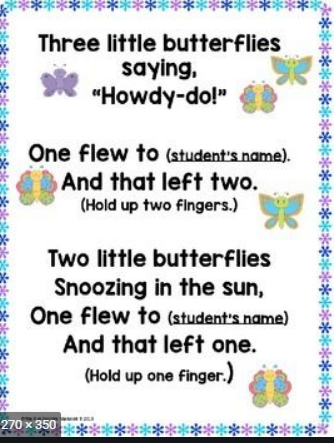 Three little butterflies
saying,
"Howdy-do!"
One flew to (student's name).
And that left two.
(Hold up two fingers.)
Two little butterflies
Snoozing in the sun,
One flew to (student's name)
And that left one.
(Hold up one finger.)
270 × 350